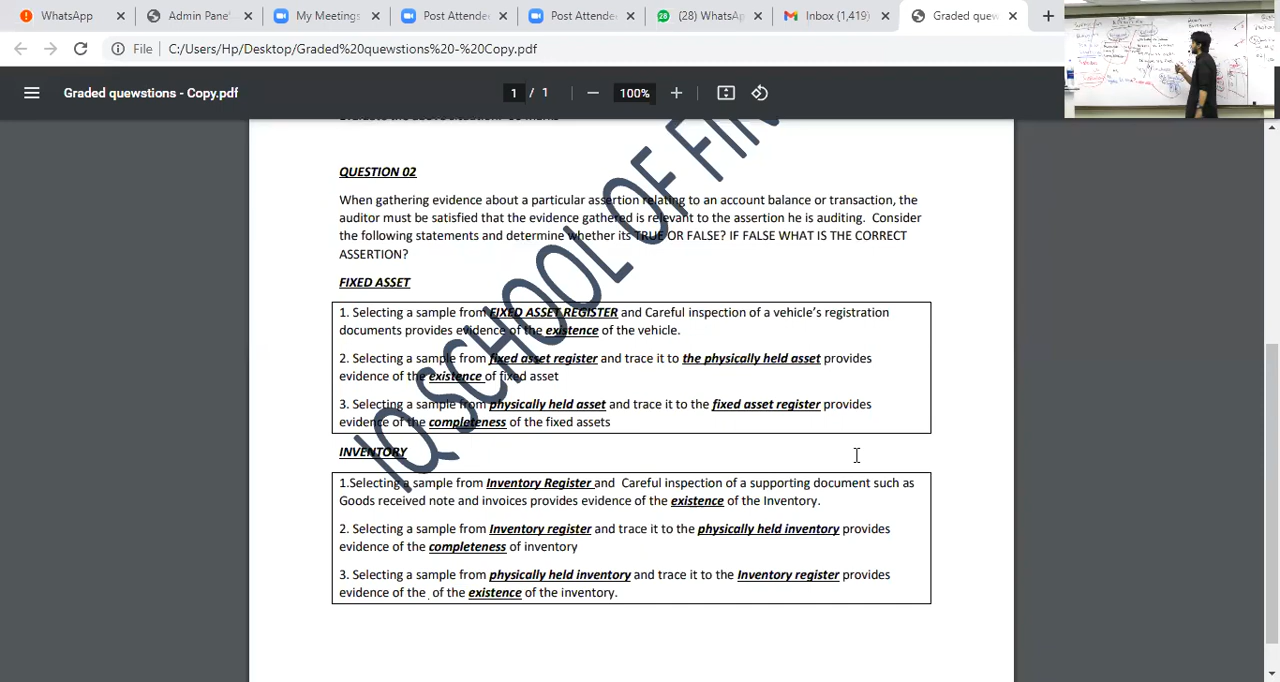 WhatsApp
Admin Pane
My Meetings
Post Attende
Post Attende
(28) WhatsAp
Inbox (1,419)
Graded quew
File
C:/Users/Hp/Desktop/Graded%20quewstions%20-%20Copy.pdf
Graded quewstions - Copy.pdf
1 / 1
100%
QUESTION 02
When gathering evidence about a particular assertion relating to an account balance or transaction, the
auditor must be satisfied that the evidence gathered is relevant to the assertion he is auditing. Consider
the following statements and determine whether its TRUE OR FALSE? IF FALSE WHAT IS THE CORRECT
ASSERTION?
FIXED ASSET
1. Selecting a sample from FIXED ASSET REGISTER and Careful inspection of a vehicle's registration
documents provides evidence of the existence of the vehicle.
2. Selecting a sample from fixed asset register and trace it to the physically held asset provides
evidence of the existence of fixed asset
3. Selecting a sample from physically held asset and trace it to the fixed asset register provides
evidence of the completeness of the fixed assets
INVENTORY
1.Selecting a sample from Inventory Register and Careful inspection of a supporting document such as
Goods received note and invoices provides evidence of the existence of the Inventory.
2. Selecting a sample from Inventory register and trace it to the physically held inventory provides
evidence of the completeness of inventory
3. Selecting a sample from physically held inventory and trace it to the Inventory register provides
evidence of the . of the existence of the inventory.
IQ SCHOOL OF FIN